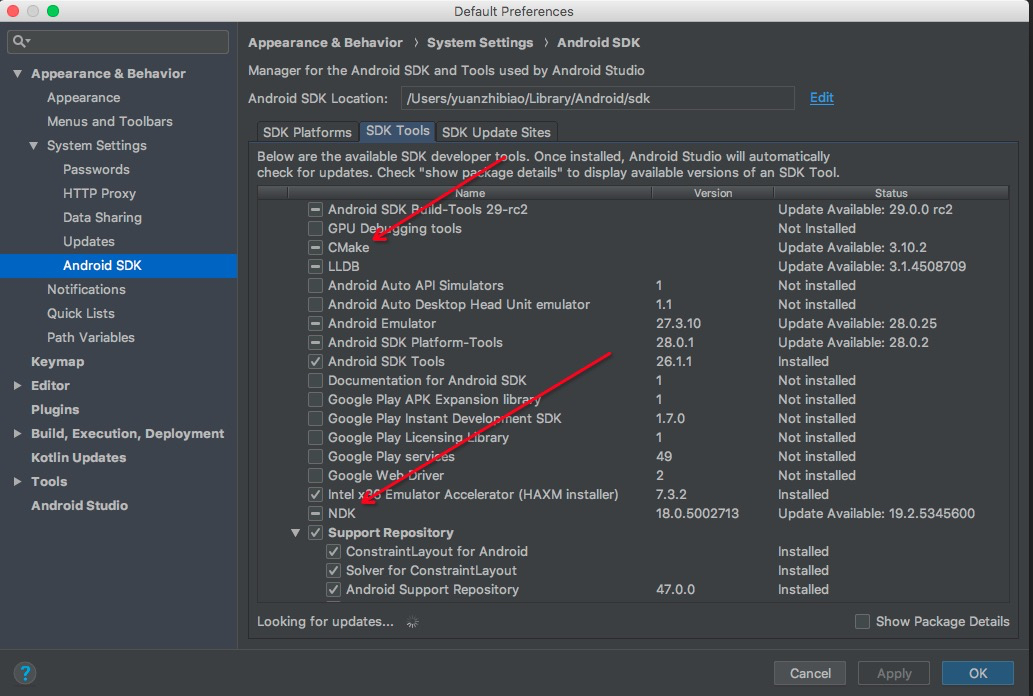 Default Preferences
Appearance & Behavior
Appearance
Menus and Toolbars
System Settings
Passwords
HTTP Proxy
Data Sharing
Updates
Android SDK
Notifications
Quick Lists
Path Variables
Keymap
Editor
Plugins
Build, Execution, Deployment
Kotlin Updates
Tools
Android Studio
?
Appearance & Behavior › System Settings › Android SDK
Manager for the Android SDK and Tools used by Android Studio
Android SDK Location: /Users/yuanzhibiao/Library/Android/sdk Edit
SDK Platforms SDK Tools SDK Update Sites
Below are the available SDK developer tools. Once installed, Android Studio will automatically
check for updates. Check "show package details" to display available versions of an SDK Tool.
Name Version Status
Android SDK Build-Tools 29-rc2 Update Available: 29.0.0 rc2
GPU Debugging tools Not Installed
CMake Update Available: 3.10.2
LLDB Update Available: 3.1.4508709
Android Auto API Simulators 1 Not installed
Android Auto Desktop Head Unit emulator 1.1 Not installed
Android Emulator 27.3.10 Update Available: 28.0.25
Android SDK Platform-Tools 28.0.1 Update Available: 28.0.2
Android SDK Tools 26.1.1 Installed
Documentation for Android SDK 1 Not installed
Google Play APK Expansion library 1 Not installed
Google Play Instant Development SDK 1.7.0 Not installed
Google Play Licensing Library 1 Not installed
Google Play services 49 Not installed
Google Web Driver 2 Not installed
Intel x86 Emulator Accelerator (HAXM installer) 7.3.2 Installed
NDK 18.0.5002713 Update Available: 19.2.5345600
Support Repository
ConstraintLayout for Android Installed
Solver for ConstraintLayout Installed
Android Support Repository 47.0.0 Installed
Looking for updates... Show Package Details
Cancel Apply OK